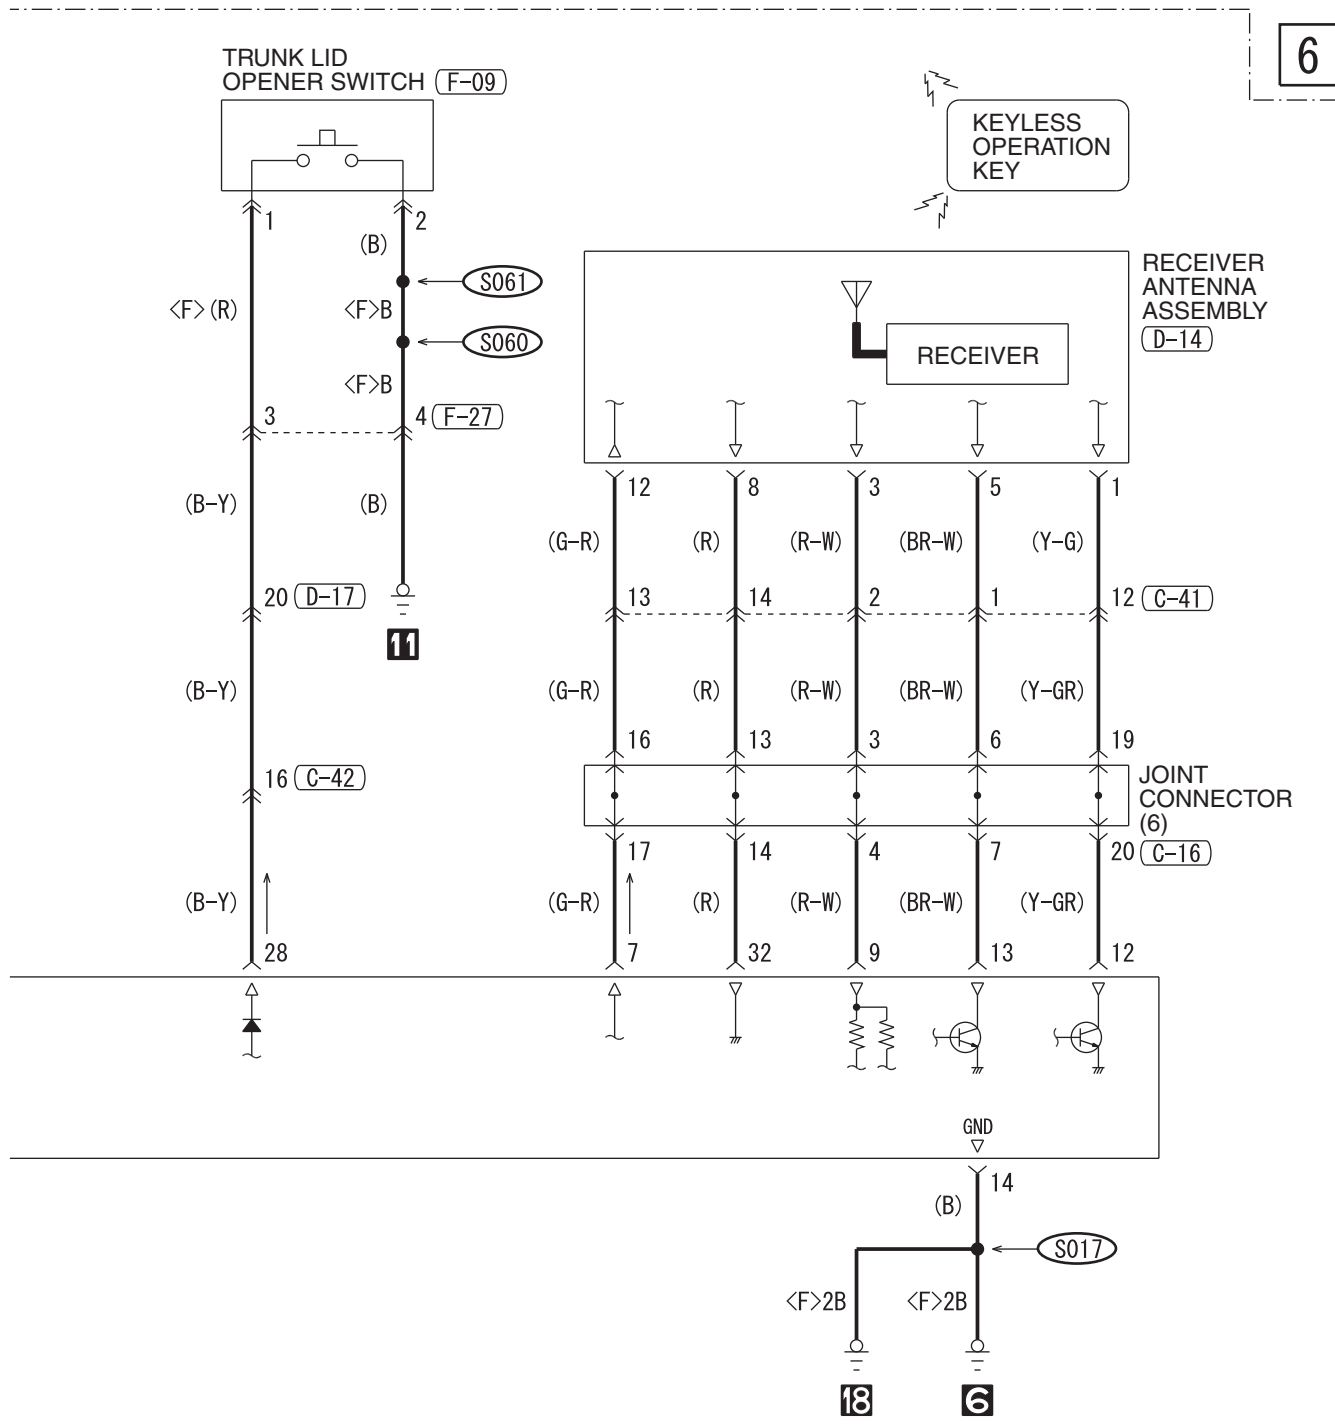 6
TRUNK LID
OPENER SWITCH F-09
KEYLESS
OPERATION
KEY
1 2
(B)
S061
<F>(R) <F>B
S060
<F>B
3 4 F-27
RECEIVER
ANTENNA
ASSEMBLY
D-14
RECEIVER
12 8 3 5 1
(B-Y) (B)
(G-R) (R) (R-W) (BR-W) (Y-G)
20 D-17
13 14 2 1 12 C-41
11
(B-Y) (G-R) (R) (R-W) (BR-W) (Y-GR)
16 13 3 6 19
16 C-42
JOINT
CONNECTOR
(6)
17 14 4 7 20 C-16
(B-Y) (G-R) (R) (R-W) (BR-W) (Y-GR)
28 7 32 9 13 12
GND
14
(B)
S017
<F>2B <F>2B
18 6